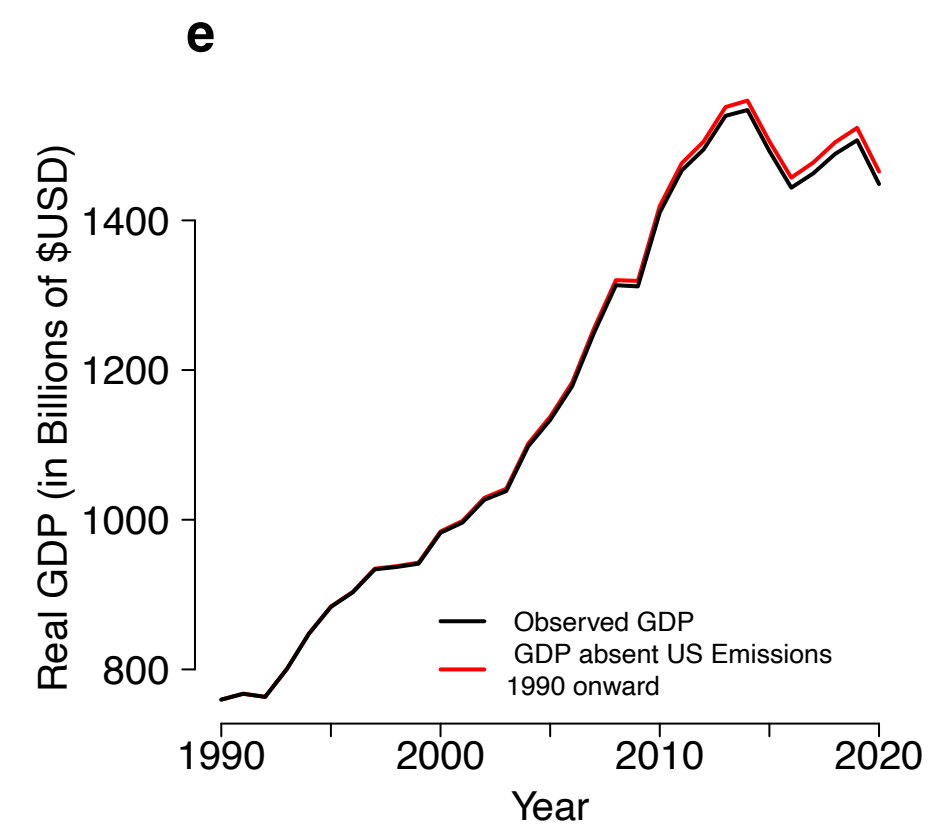 e
Real GDP (in Billions of $USD)
1400
1200
1000
800
Observed GDP
GDP absent US Emissions
1990 onward
1990 2000 2010 2020
Year